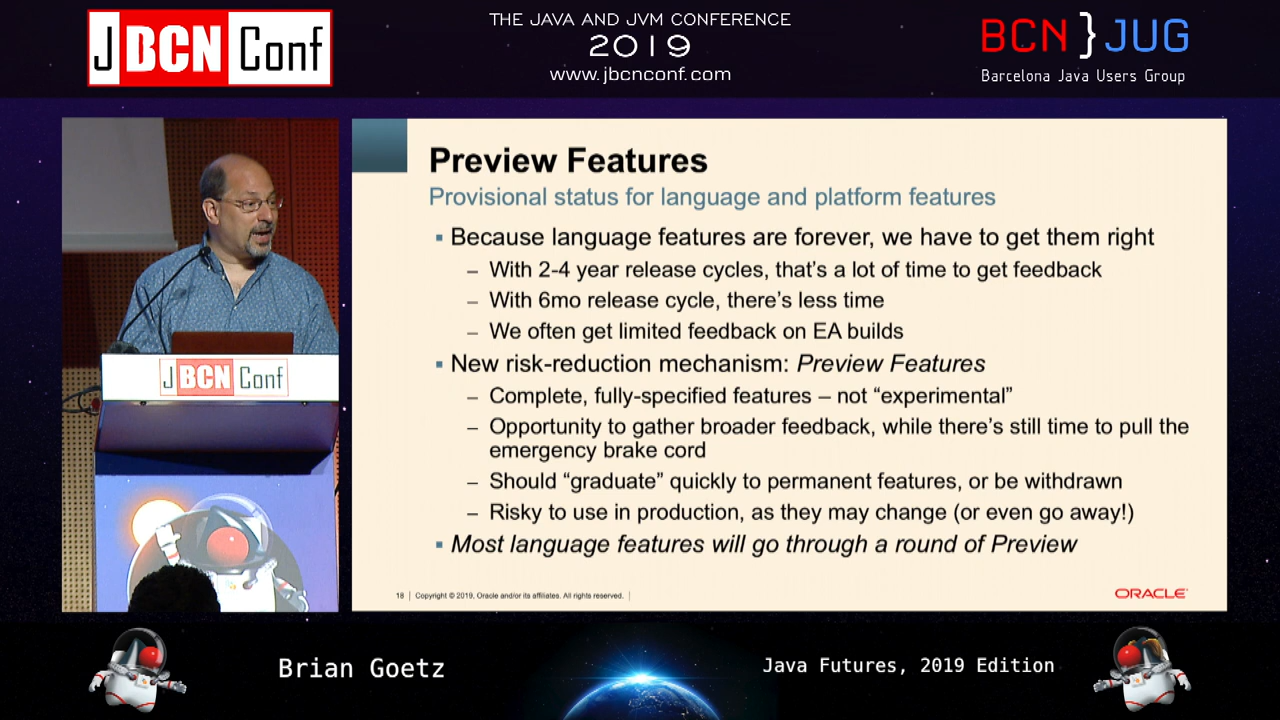 JBCNConf
THE JAVA AND JVM CONFERENCE
2019
www.jbcnconf.com
BCN}JUG
Barcelona Java Users Group
Preview Features
Provisional status for language and platform features
▪ Because language features are forever, we have to get them right
– With 2-4 year release cycles, that's a lot of time to get feedback
– With 6mo release cycle, there's less time
– We often get limited feedback on EA builds
▪ New risk-reduction mechanism: Preview Features
– Complete, fully-specified features – not “experimental”
– Opportunity to gather broader feedback, while there's still time to pull the
emergency brake cord
– Should “graduate” quickly to permanent features, or be withdrawn
– Risky to use in production, as they may change (or even go away!)
▪ Most language features will go through a round of Preview
18 | Copyright © 2019, Oracle and/or its affiliates. All rights reserved. |
ORACLE®
JBCNConf
Brian Goetz
Java Futures, 2019 Edition